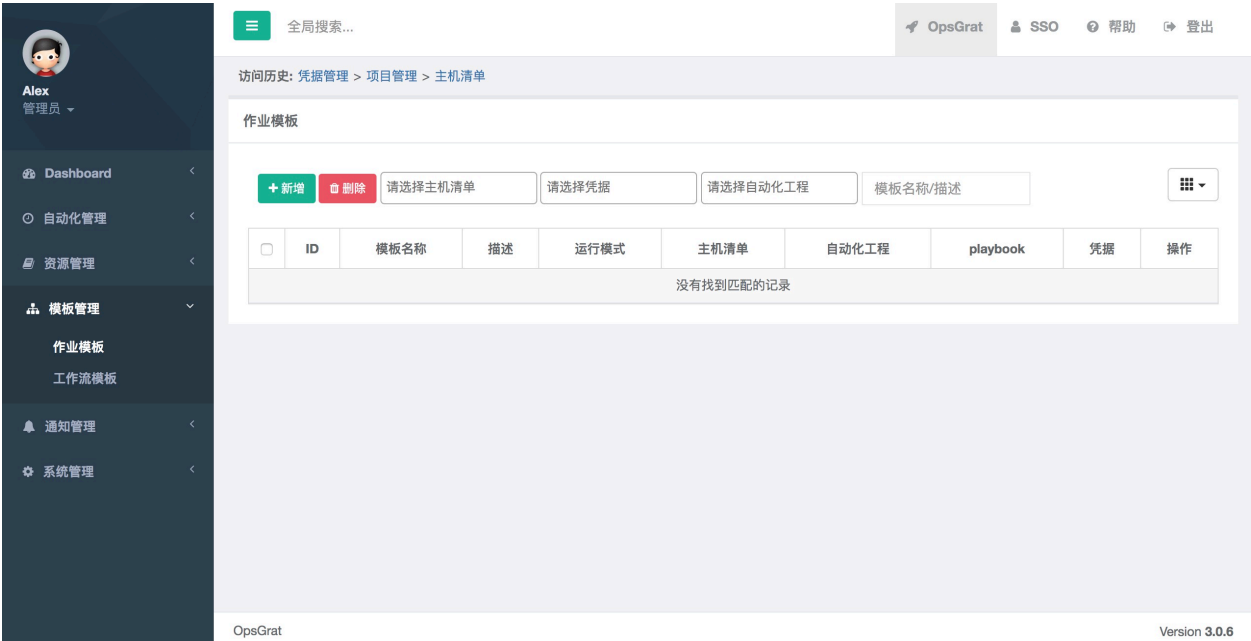 全局搜索...
OpsGrat
SSO
帮助
登出
Alex
管理员
访问历史: 凭据管理 > 项目管理 > 主机清单
作业模板
Dashboard
自动化管理
资源管理
模板管理
作业模板
工作流模板
通知管理
系统管理
新增
删除
请选择主机清单
请选择凭据
请选择自动化工程
模板名称/描述
ID 模板名称 描述 运行模式 主机清单 自动化工程 playbook 凭据 操作
没有找到匹配的记录
OpsGrat
Version 3.0.6